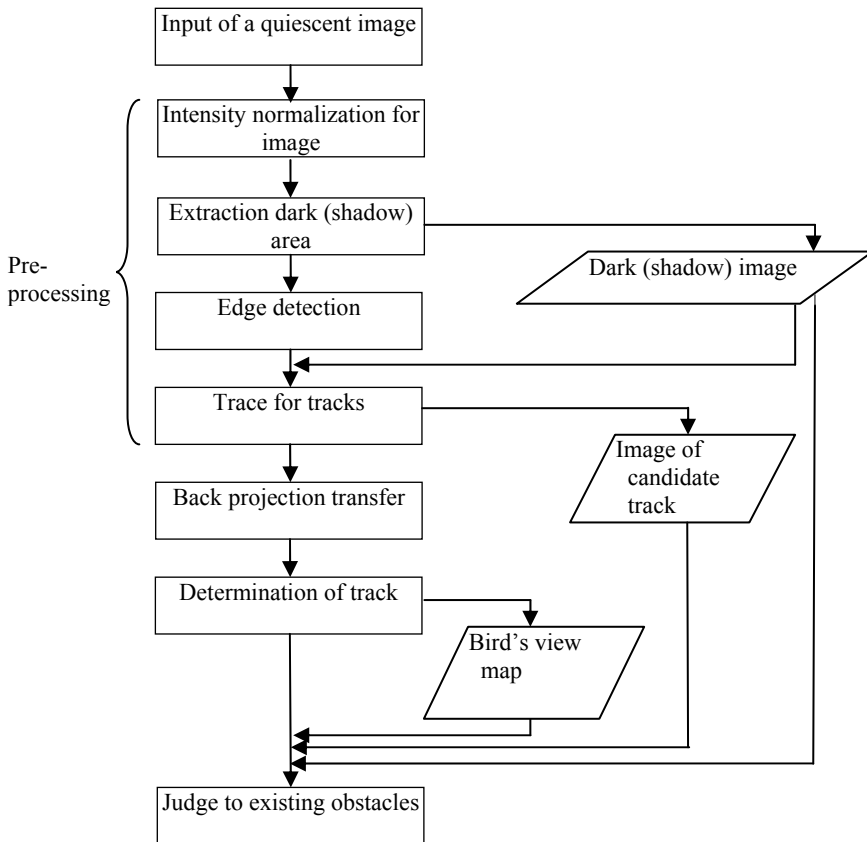 Input of a quiescent image
Intensity normalization for
image
Extraction dark (shadow)
area
Dark (shadow) image
Pre-
processing
Edge detection
Trace for tracks
Image of
candidate
track
Back projection transfer
Determination of track
Bird’s view
map
Judge to existing obstacles